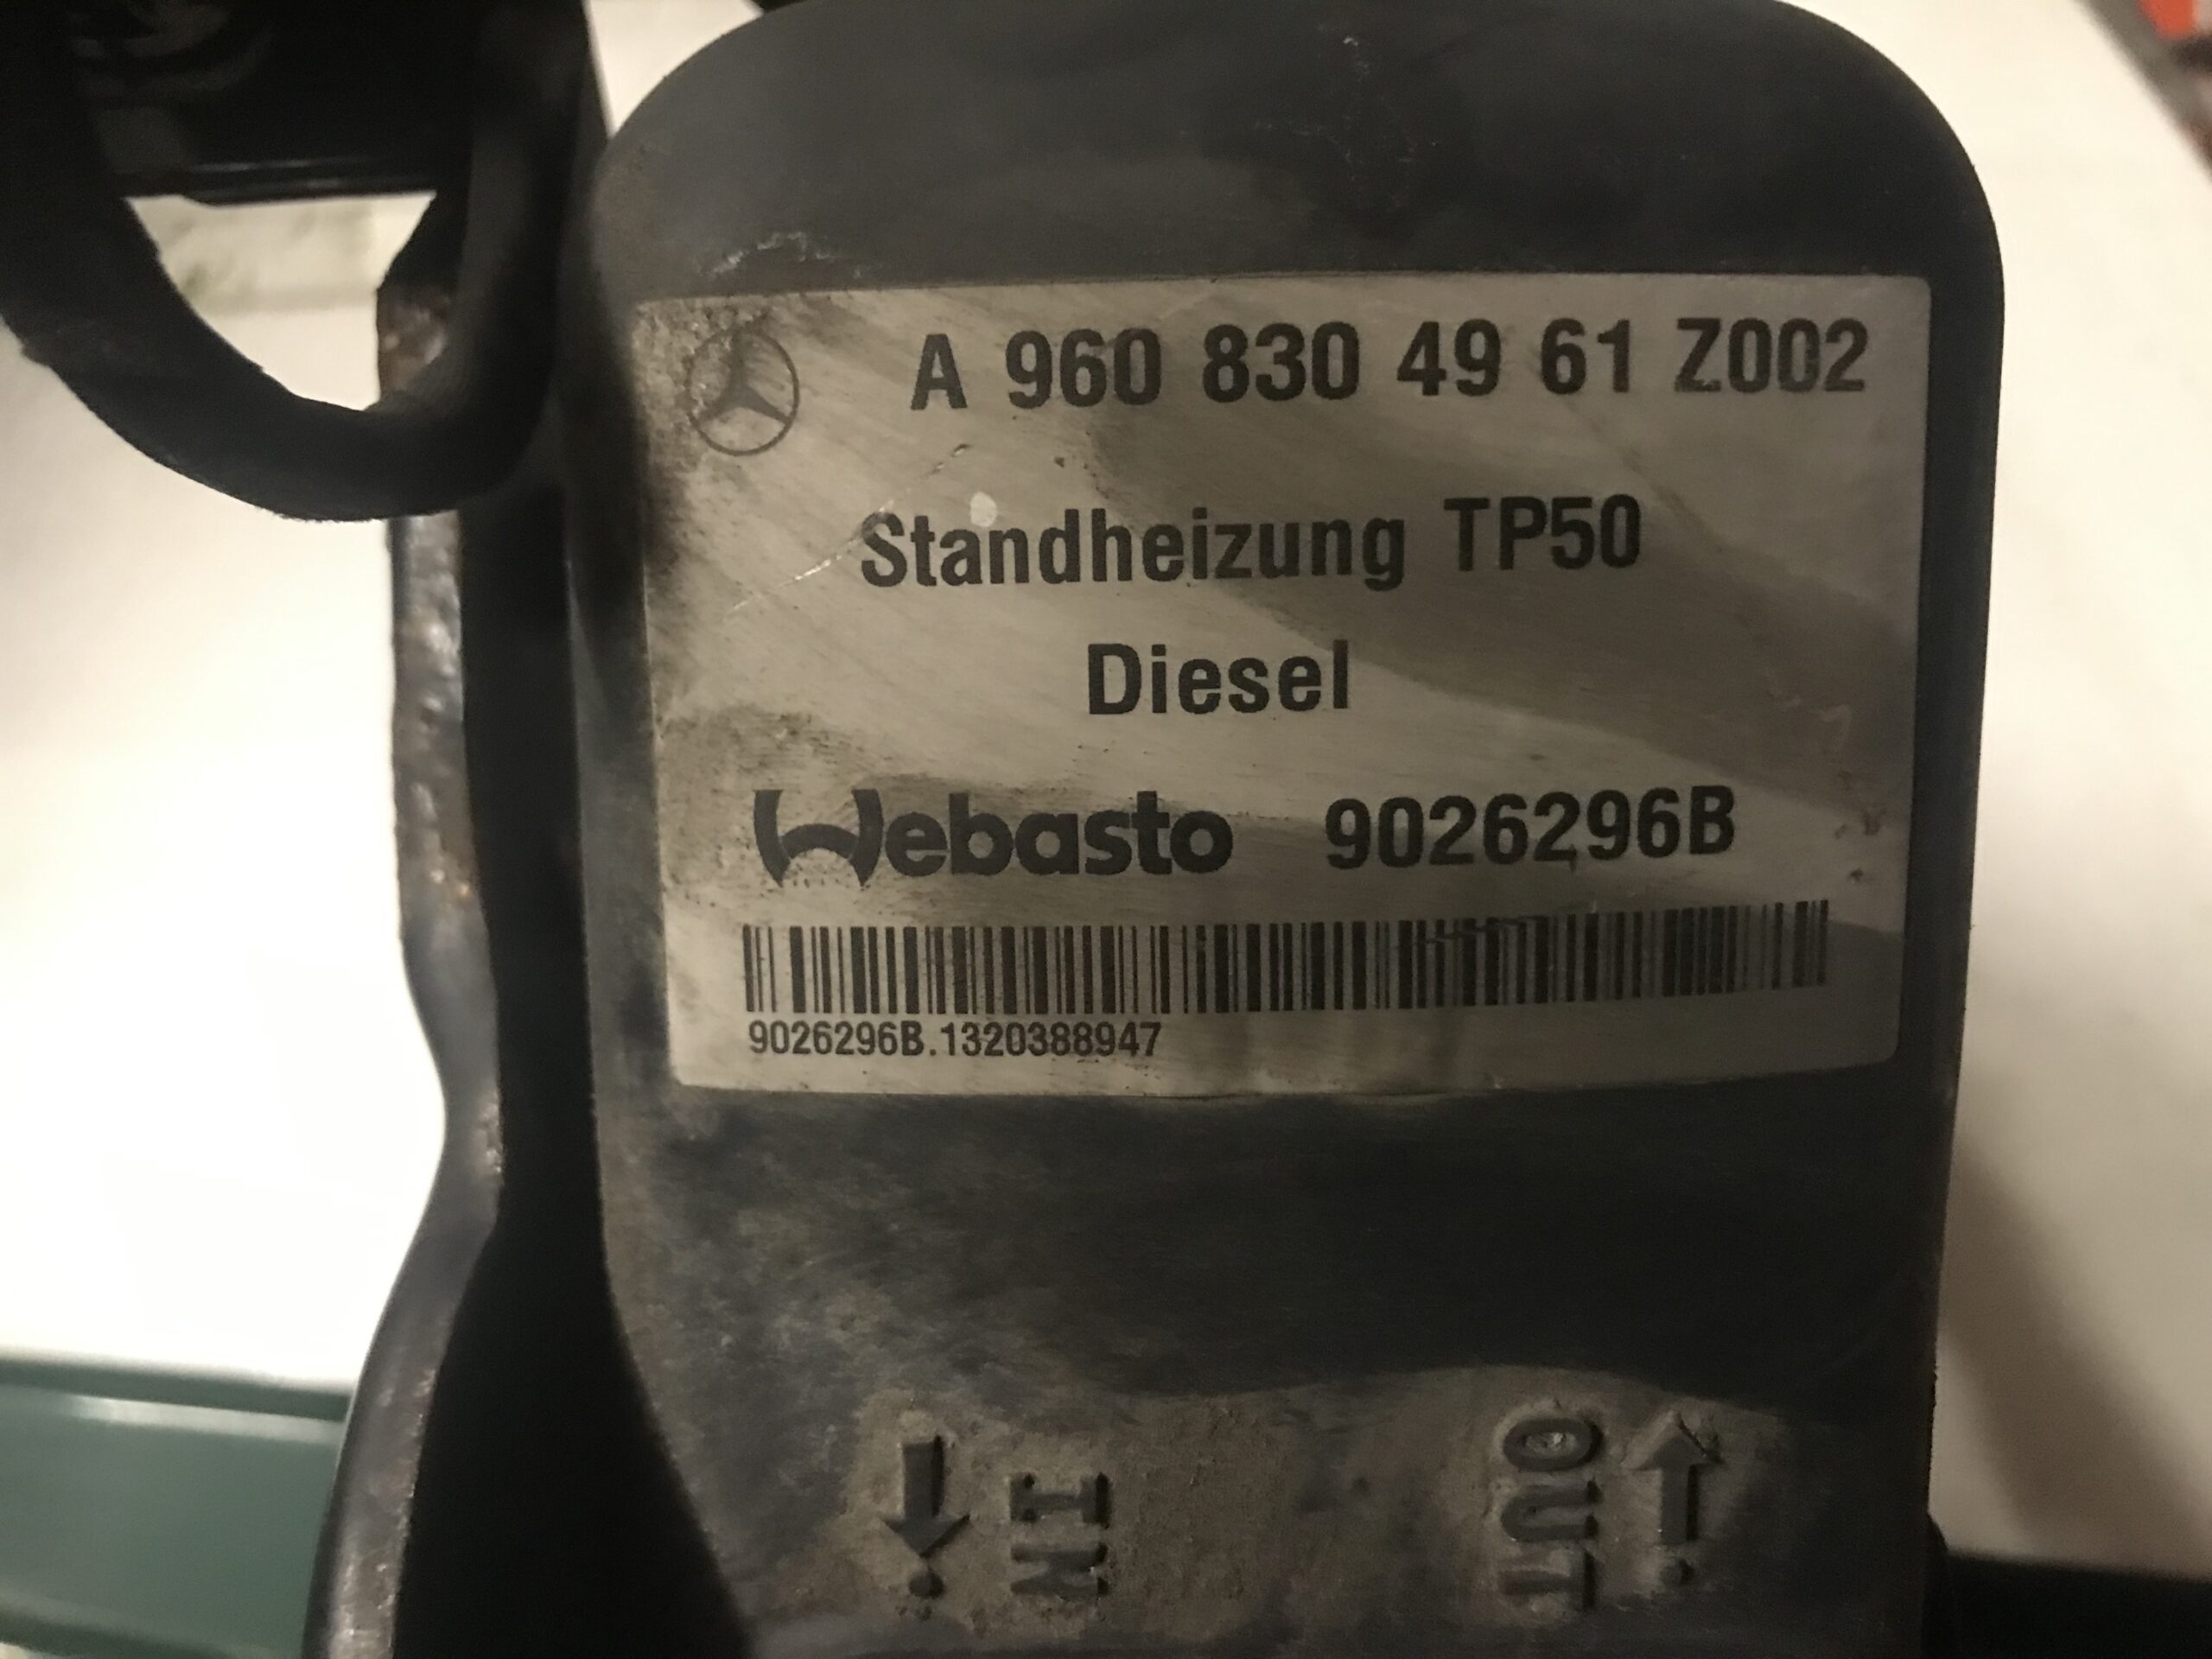 A 960 830 49 61 Z002
Standheizung TP50
Diesel
Webasto 9026296B
9026296B.1320388947
IN
OUT